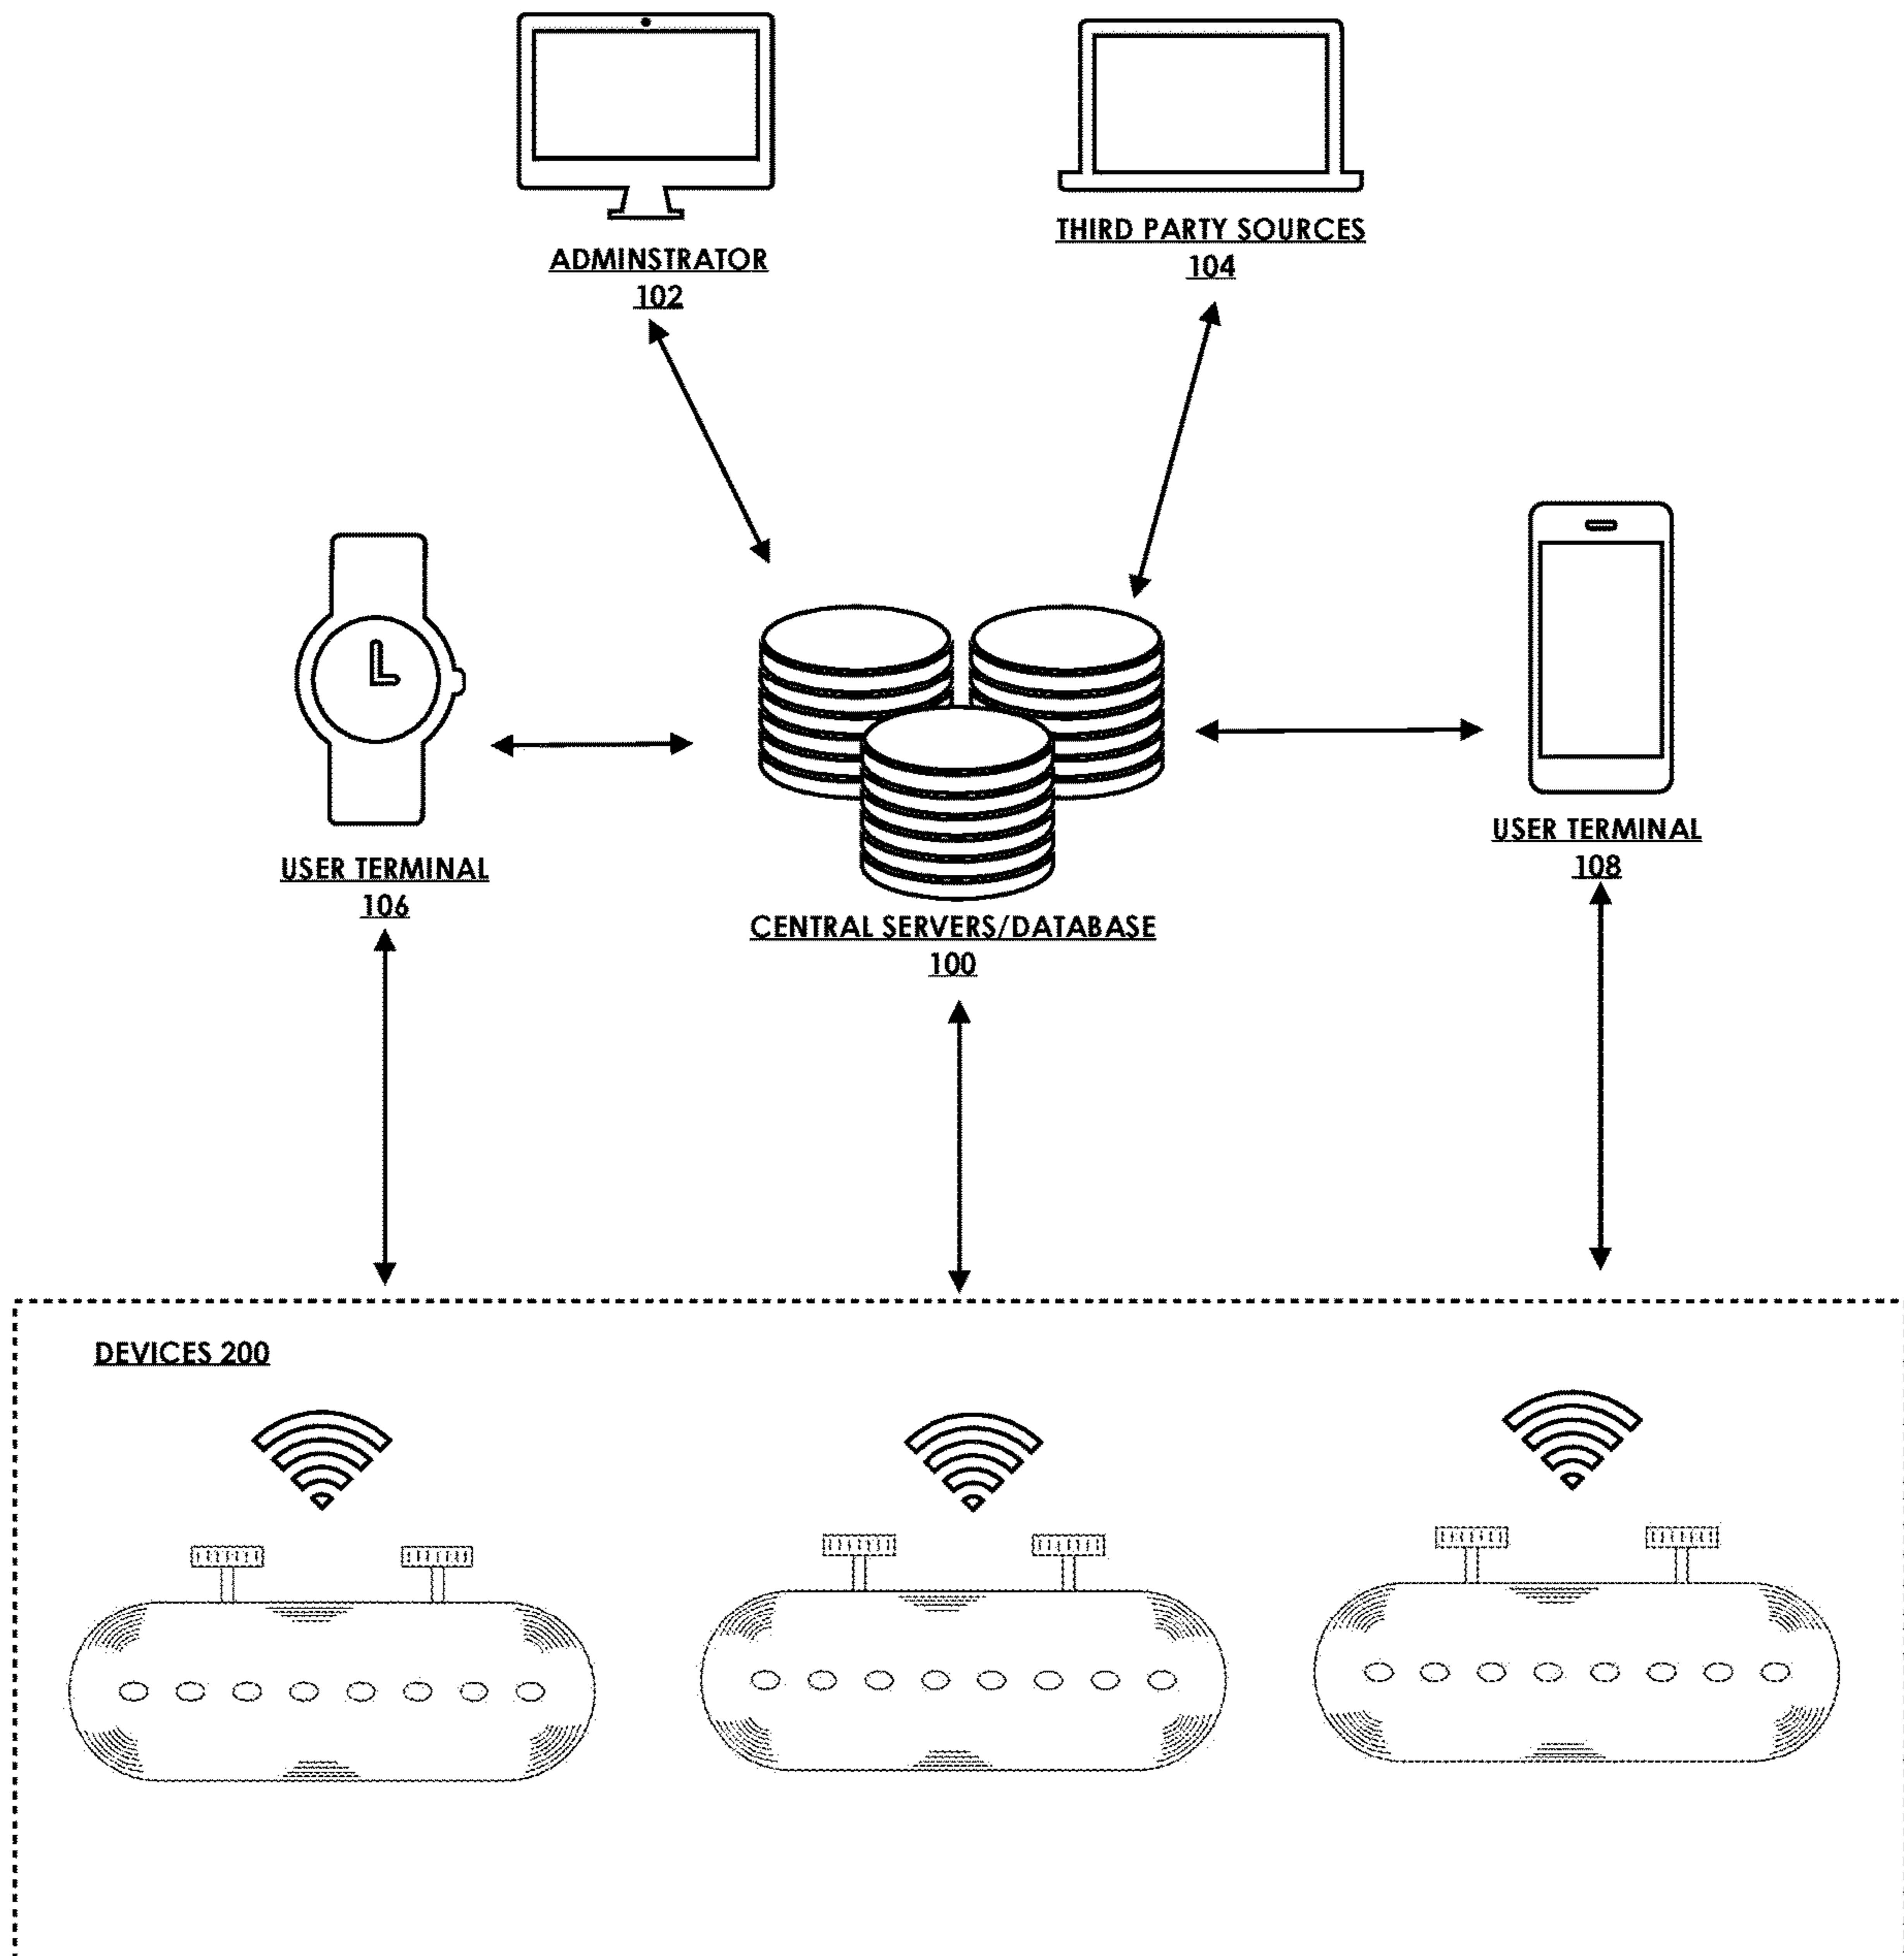 ADMINSTRATOR
102
THIRD PARTY SOURCES
104
USER TERMINAL
106
CENTRAL SERVERS/DATABASE
100
USER TERMINAL
108
DEVICES 200